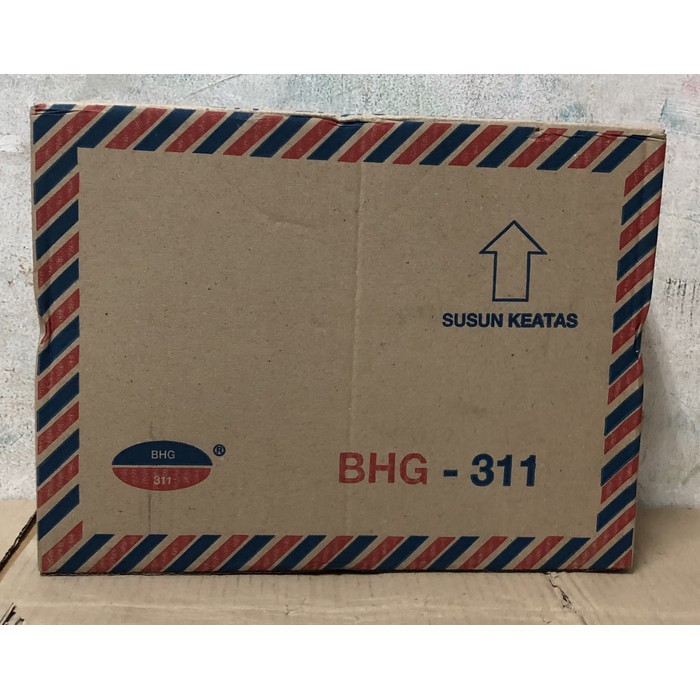 SUSUN KEATAS
BHG
311
®
BHG - 311